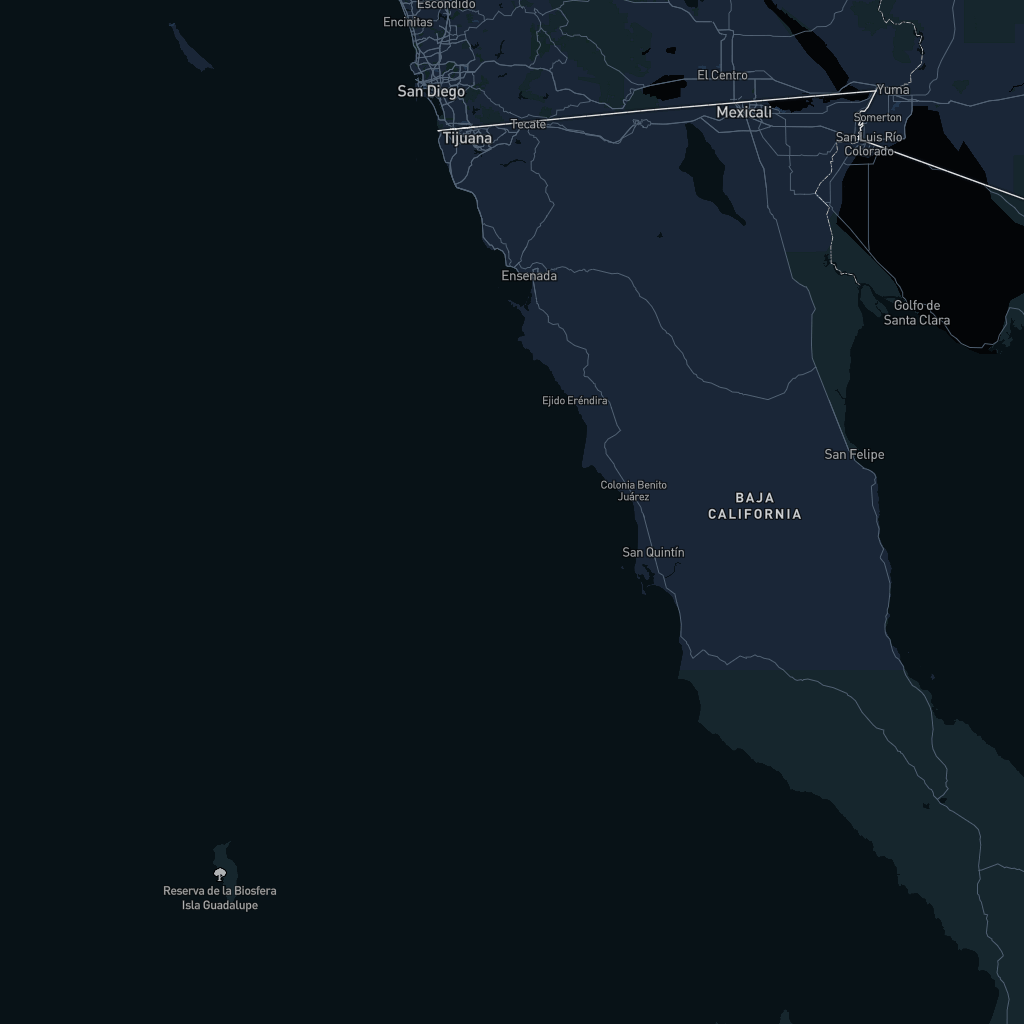 Escondido
Encinitas
San Diego
El Centro
Yuma
Mexicali
Somerton
Tecate
Tijuana
San Luis Río
Colorado
Ensenada
Golfo de
Santa Clara
Ejido Eréndira
San Felipe
Colonia Benito
Juárez
BAJA
CALIFORNIA
San Quintín
Reserva de la Biosfera
Isla Guadalupe